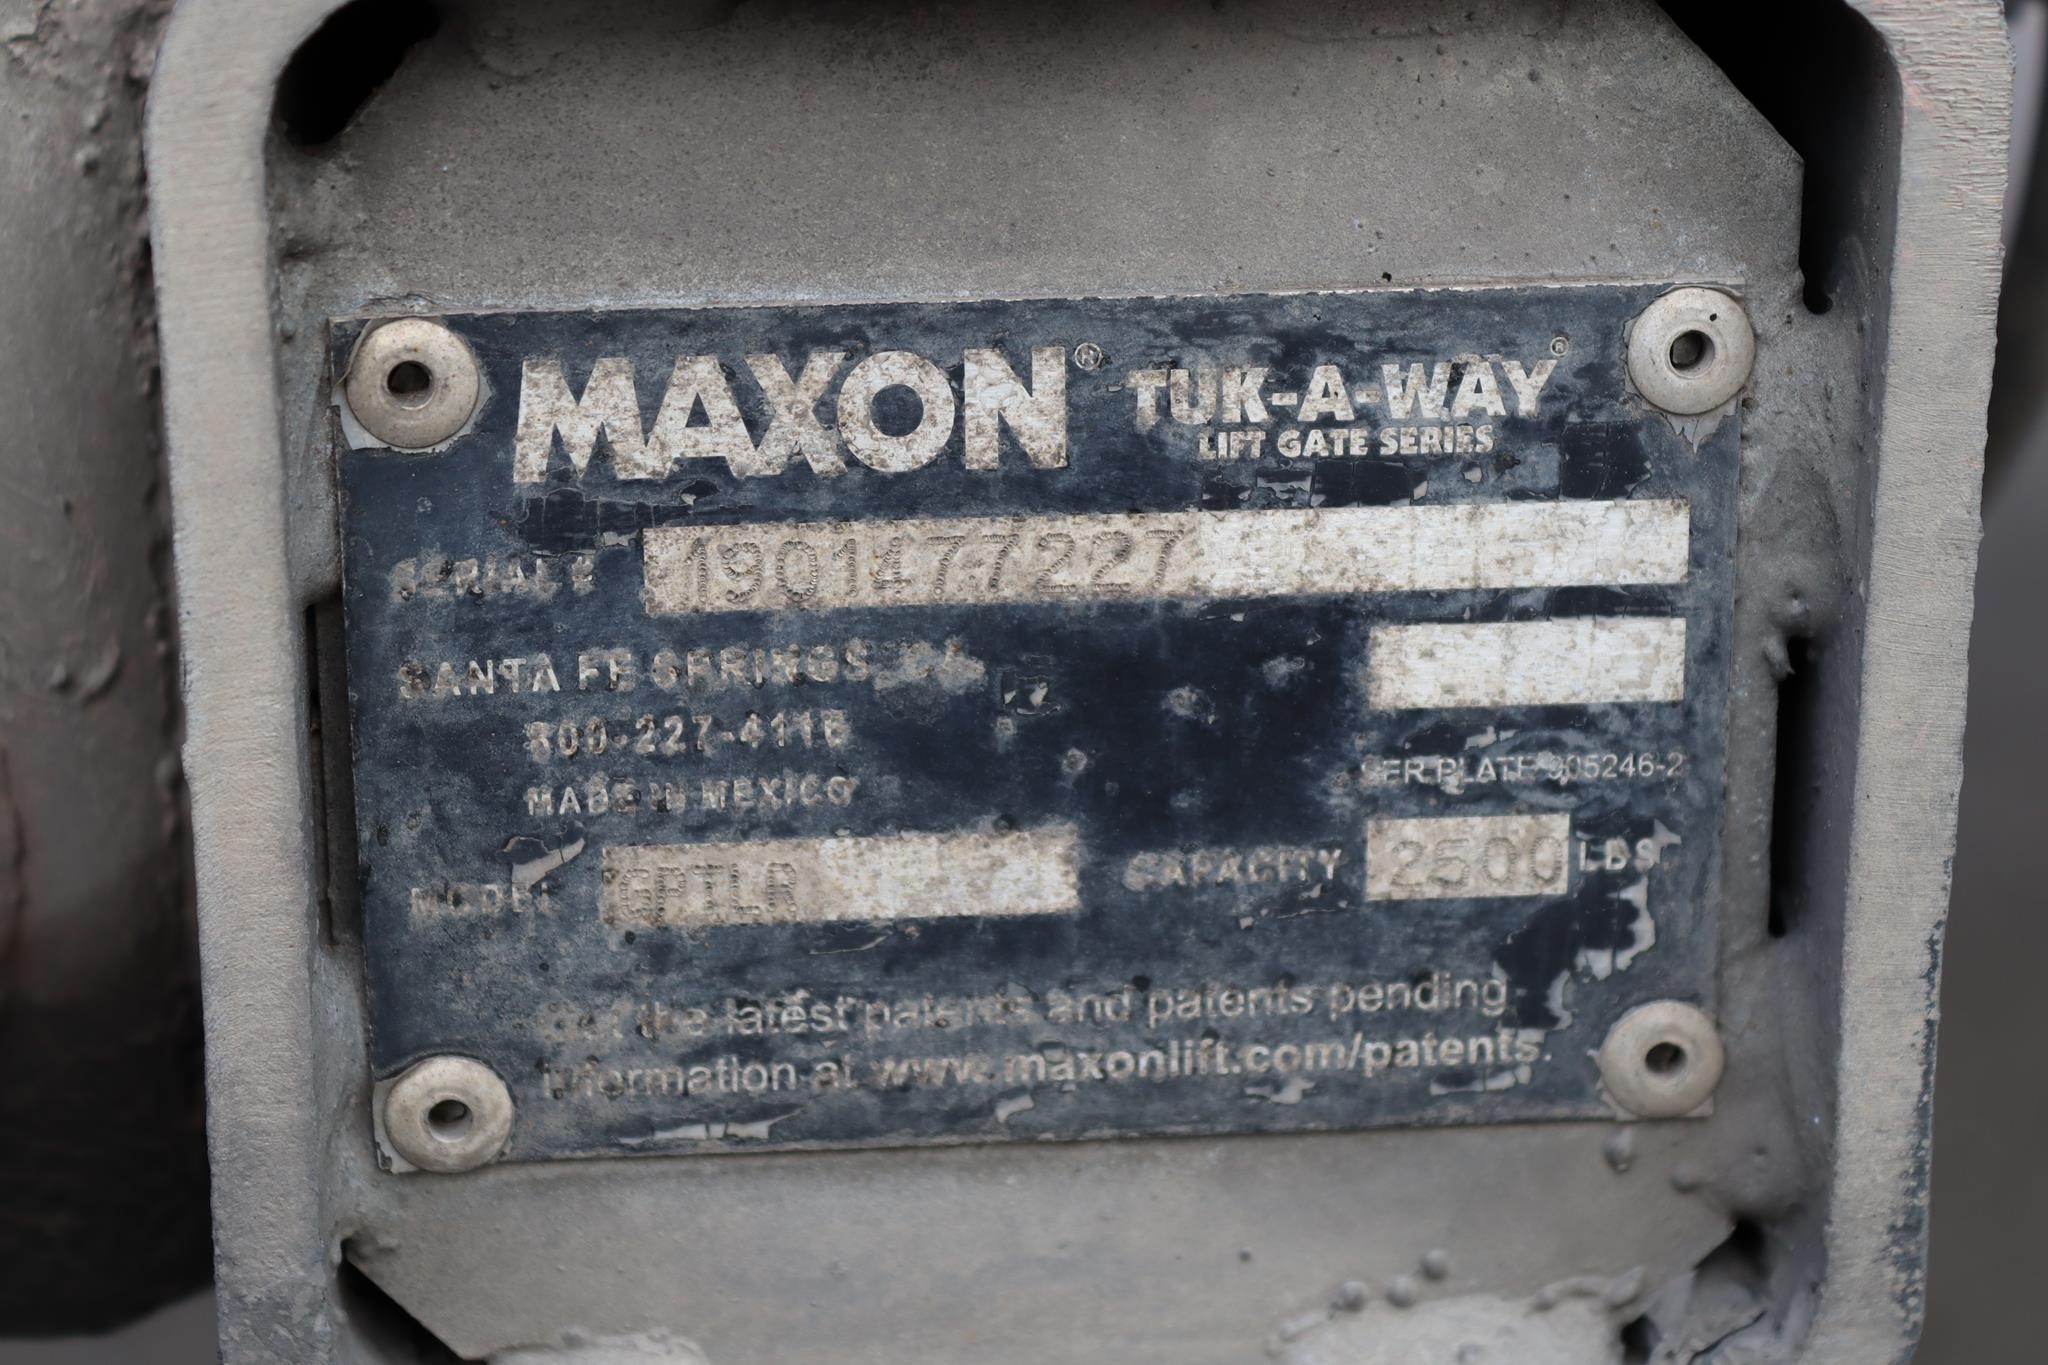 MAXON® TUK-A-WAY®
LIFT GATE SERIES
SERIAL #
SANTA FE SPRINGS, CA
800-227-4116
MADE IN MEXICO
SER PLATE 905246-2
MODEL GPTLR CAPACITY 2500 LBS.
Get the latest patents and patents pending
information at www.maxonlift.com/patents.